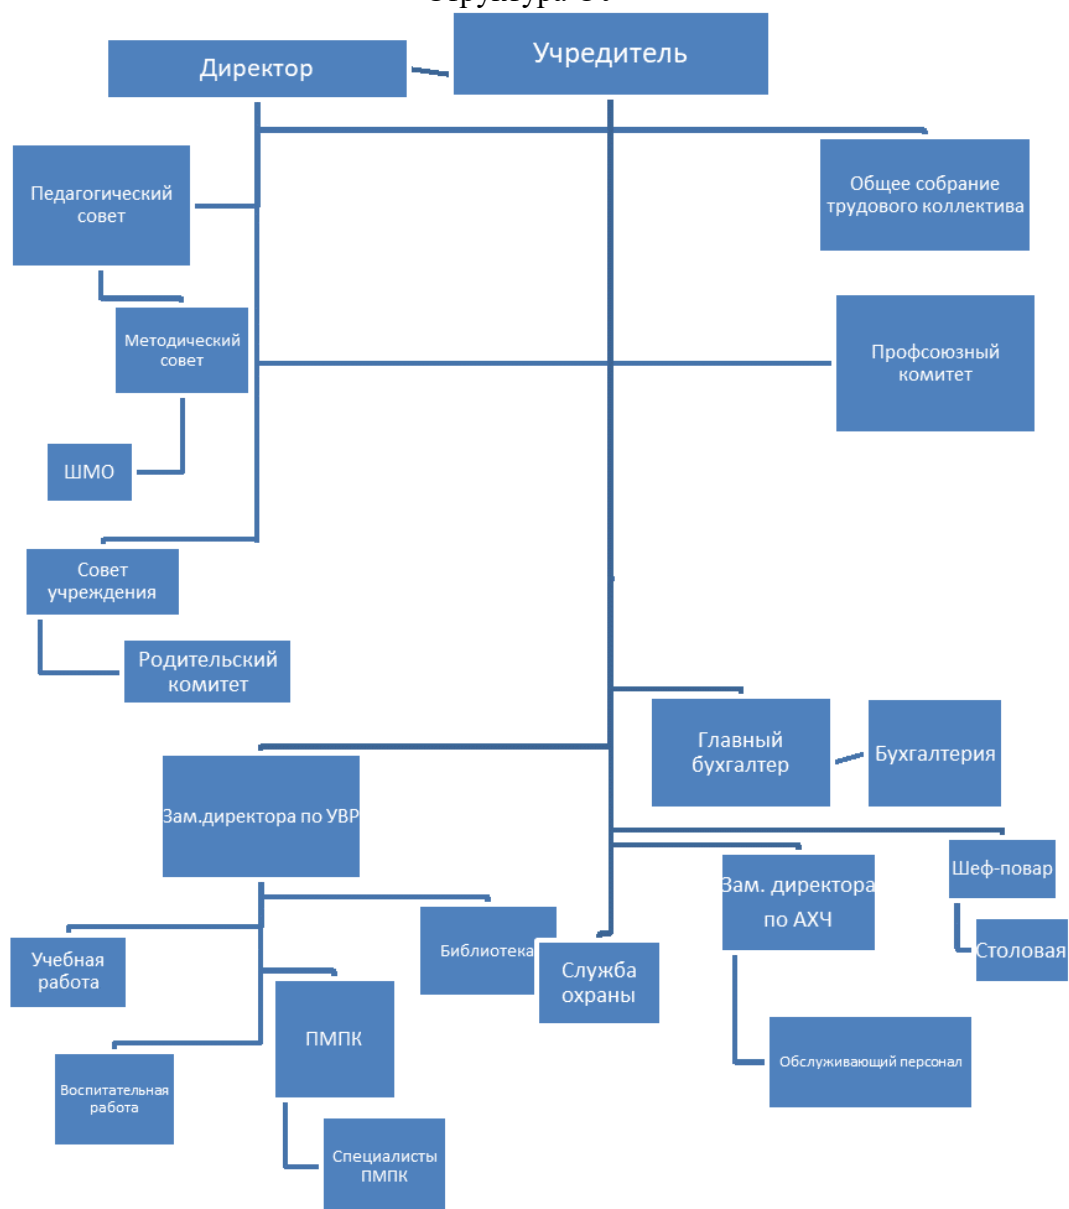 Структура
Директор
Учредитель
Педагогический
совет
Общее собрание
трудового коллектива
Методический
совет
Профсоюзный
комитет
ШМО
Совет
учреждения
Родительский
комитет
Главный
бухгалтер
Бухгалтерия
Зам.директора по УВР
Шеф-повар
Зам. директора
по АХЧ
Столовая
Учебная
работа
Библиотека
Служба
охраны
ПМПК
Обслуживающий персонал
Воспитательная
работа
Специалисты
ПМПК